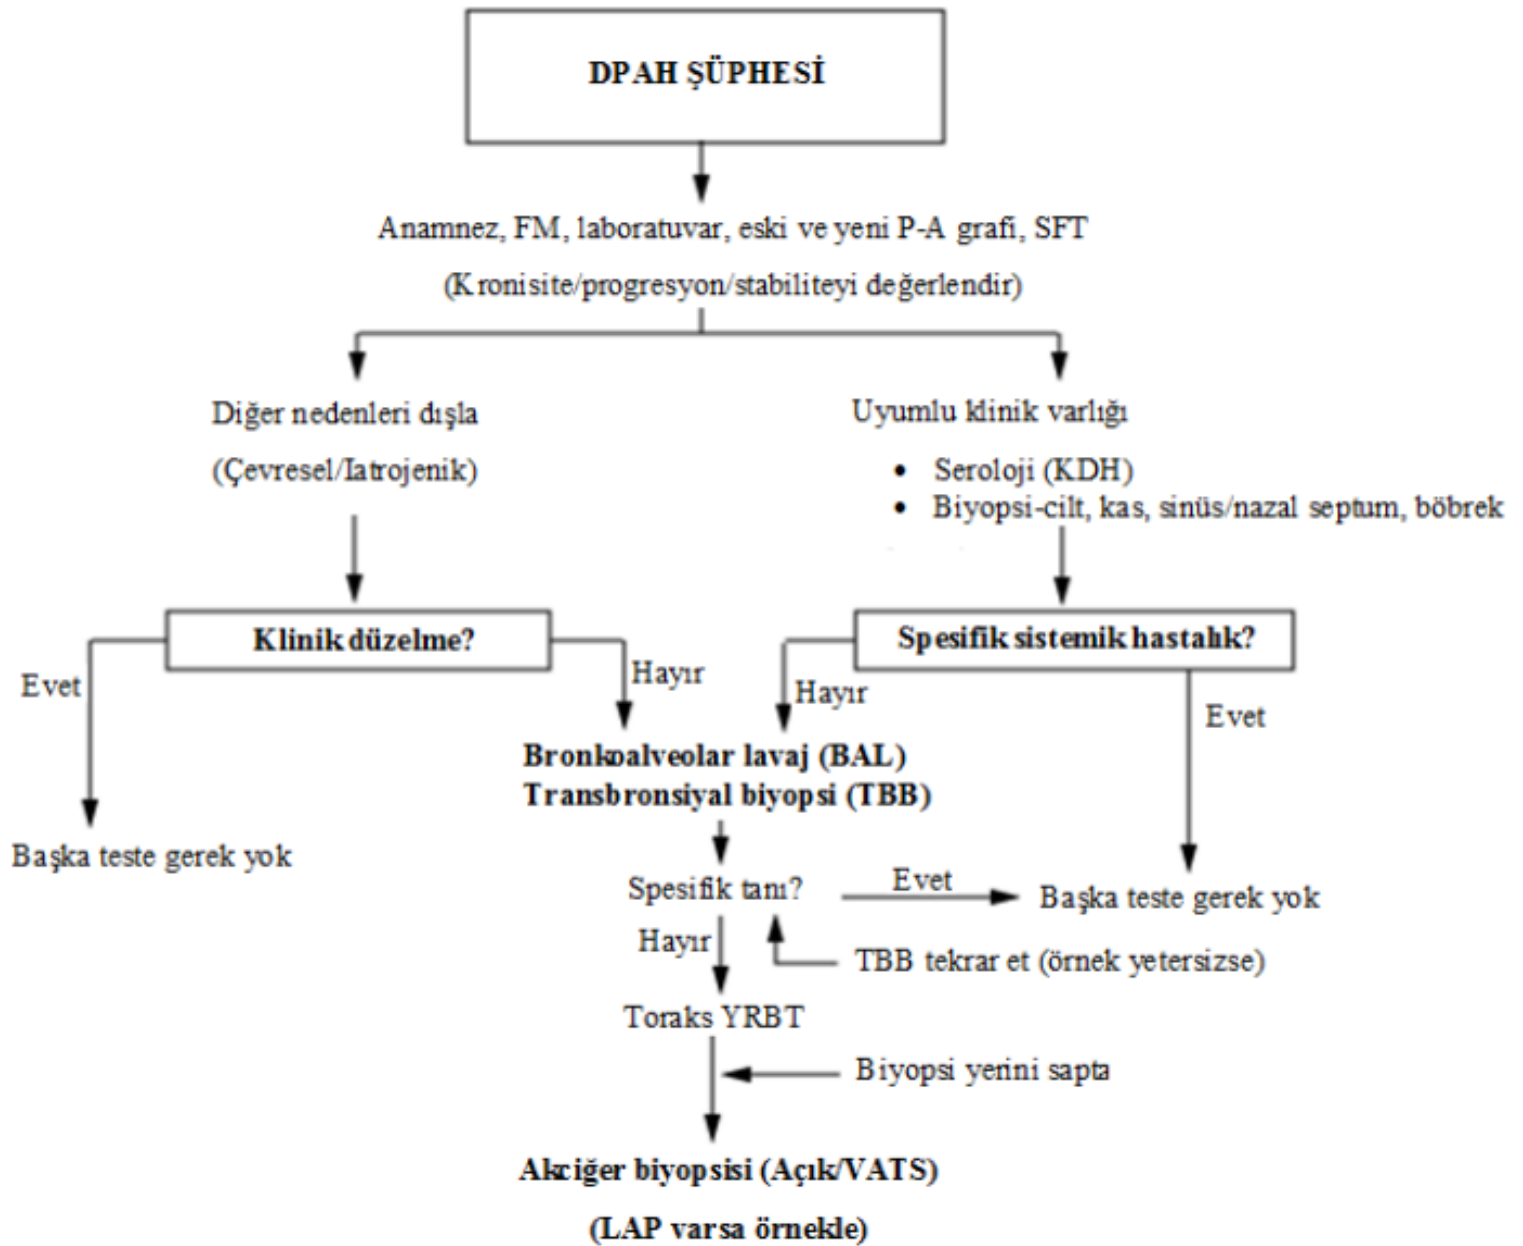 DPAH ŞÜPHESİ
Anamnez, FM, laboratuvar, eski ve yeni P-A grafi, SFT
(Kronisite/progresyon/stabiliteyi değerlendir)
Diğer nedenleri dışla
(Çevresel/Iatrojenik)
Uyumlu klinik varlığı
• Seroloji (KDH)
• Biyopsi-cilt, kas, sinüs/nazal septum, böbrek
Klinik düzelme?
Spesifik sistemik hastalık?
Evet
Hayır
Hayır
Evet
Bronkoalveolar lavaj (BAL)
Transbronsiyal biyopsi (TBB)
Başka teste gerek yok
Spesifik tanı?
Evet
Başka teste gerek yok
Hayır
TBB tekrar et (örnek yetersizse)
Toraks YRBT
Biyopsi yerini sapta
Akciğer biyopsisi (Açık/VATS)
(LAP varsa örnekle)